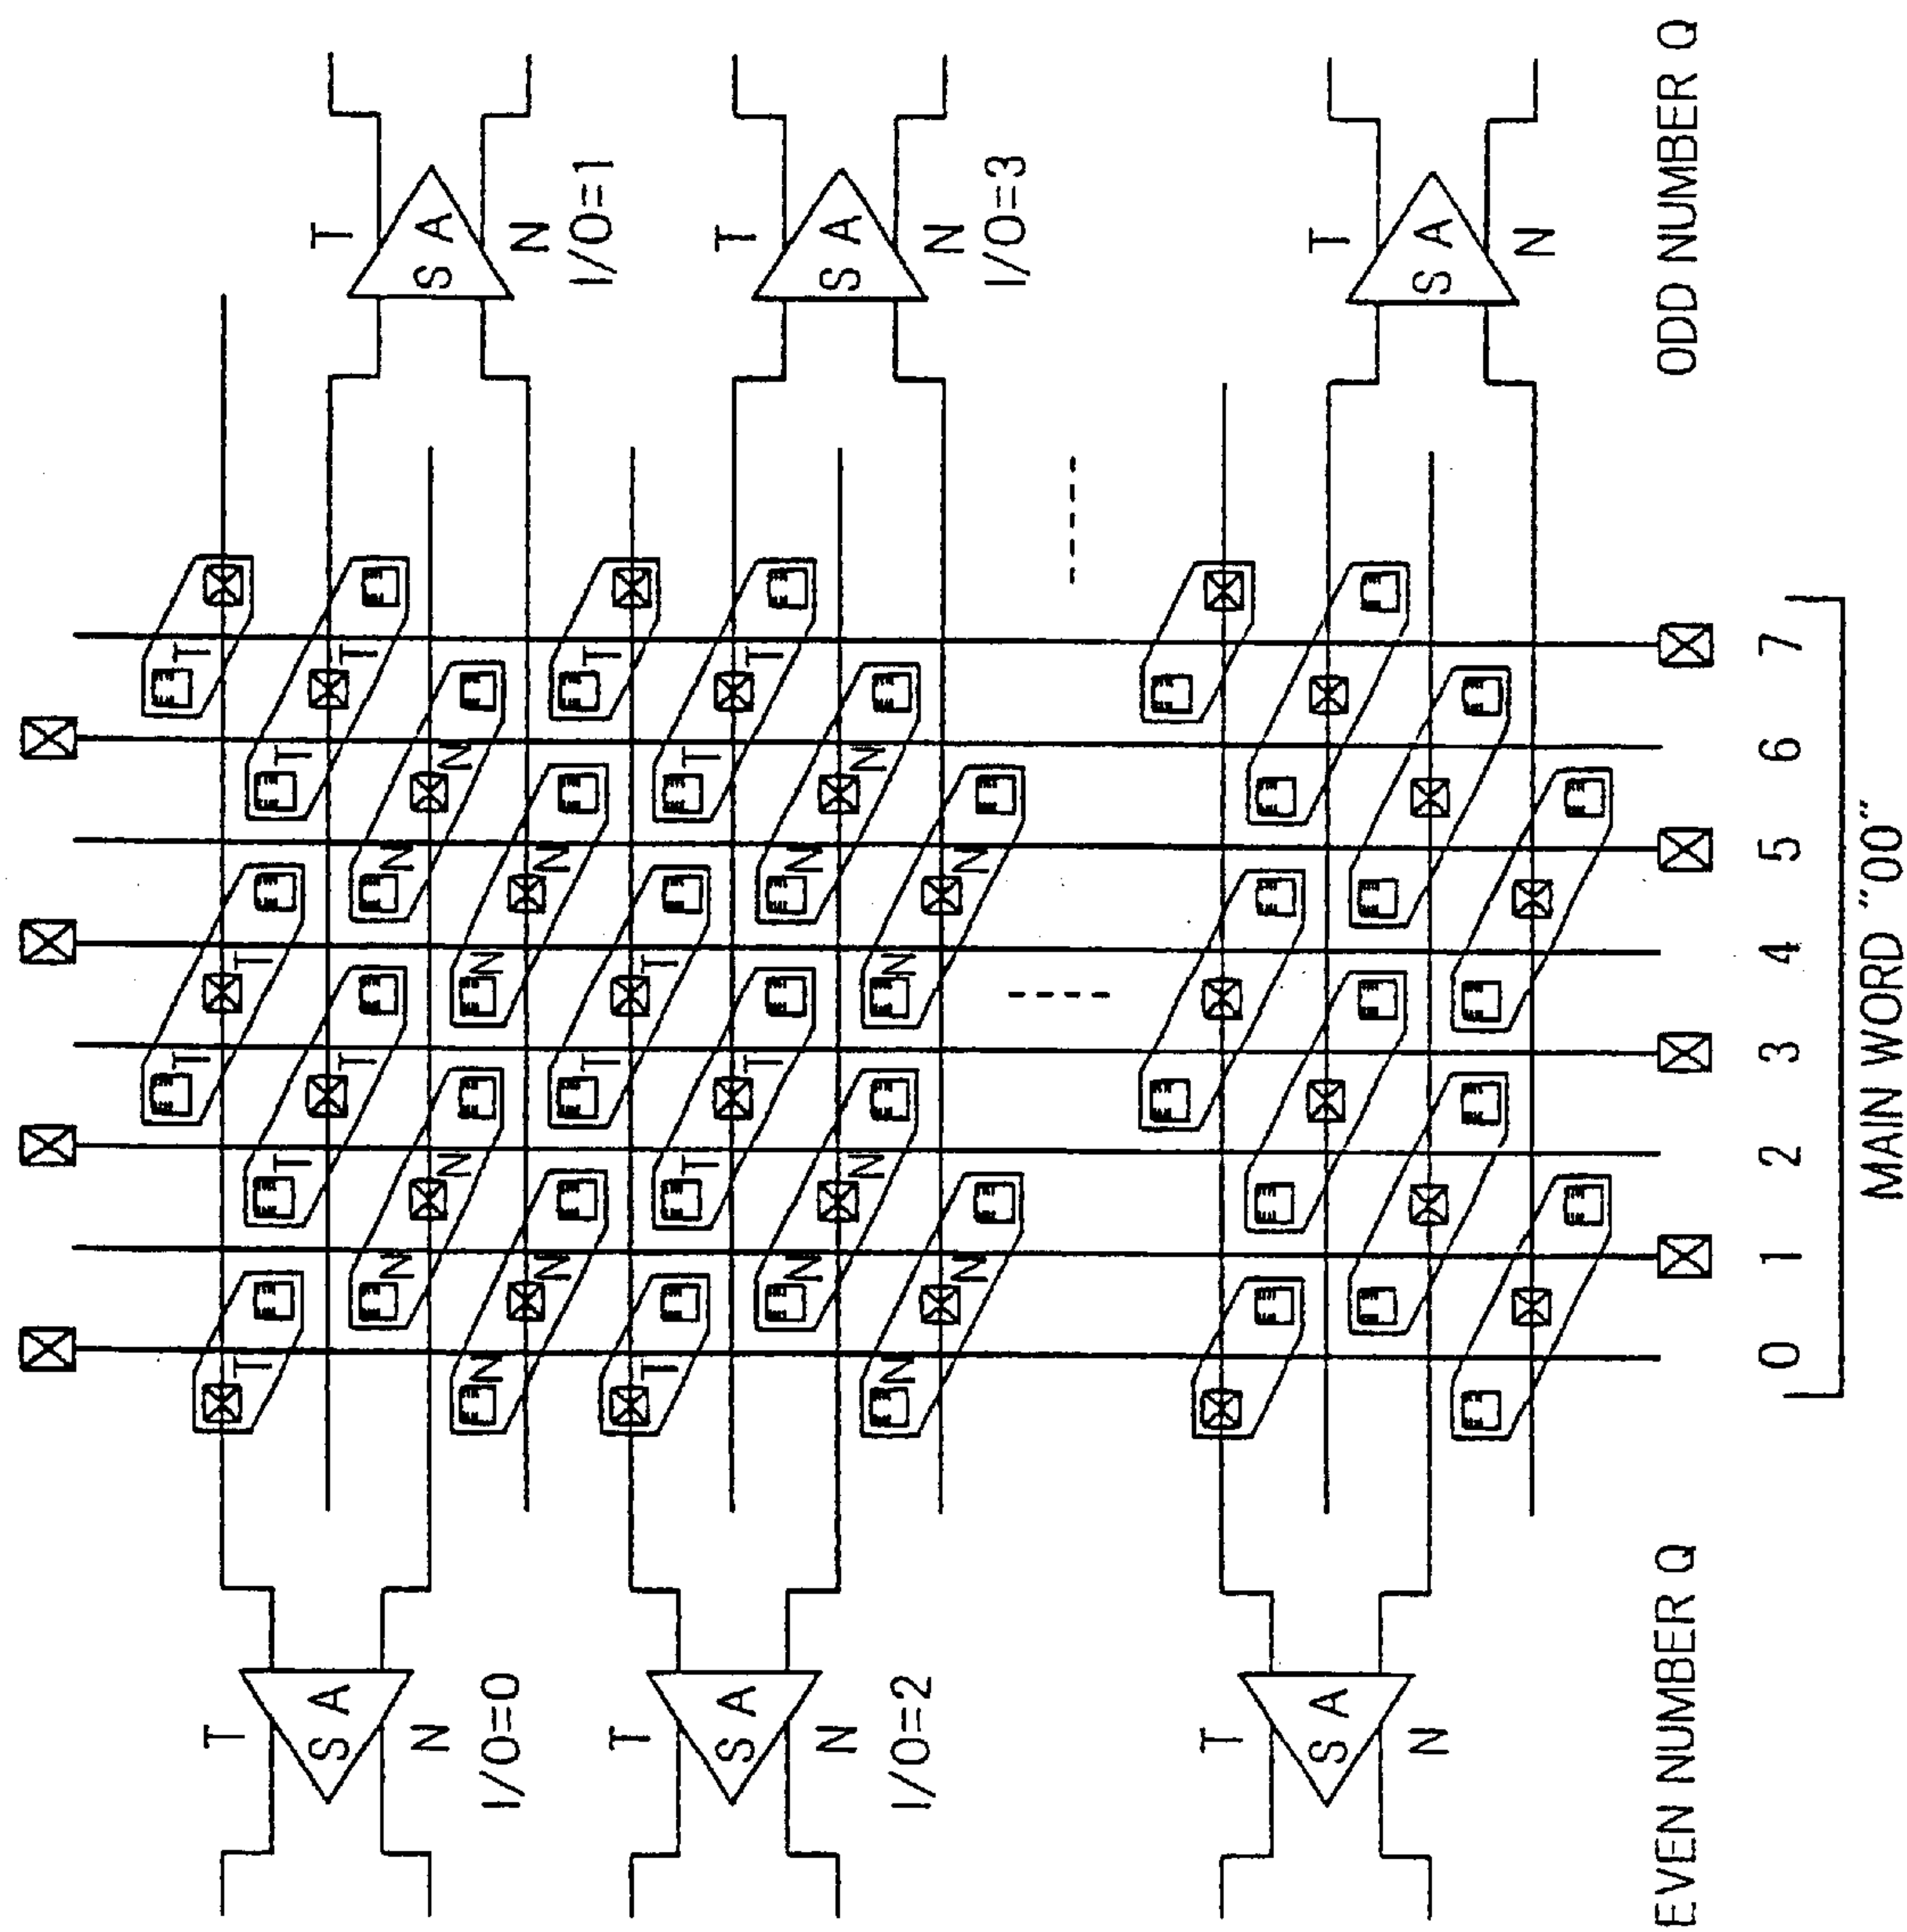 T T T
T T
T T
S A T T T
N N
N N N S A
N N
N N N
I/O=0 I/O=1
T T T
T T
T T
S A T T T
N N
N N N S A
N N
N N N
I/O=2 I/O=3
T
S A T
N S A
N
EVEN NUMBER Q ODD NUMBER Q
0 1 2 3 4 5 6 7
MAIN WORD "00"